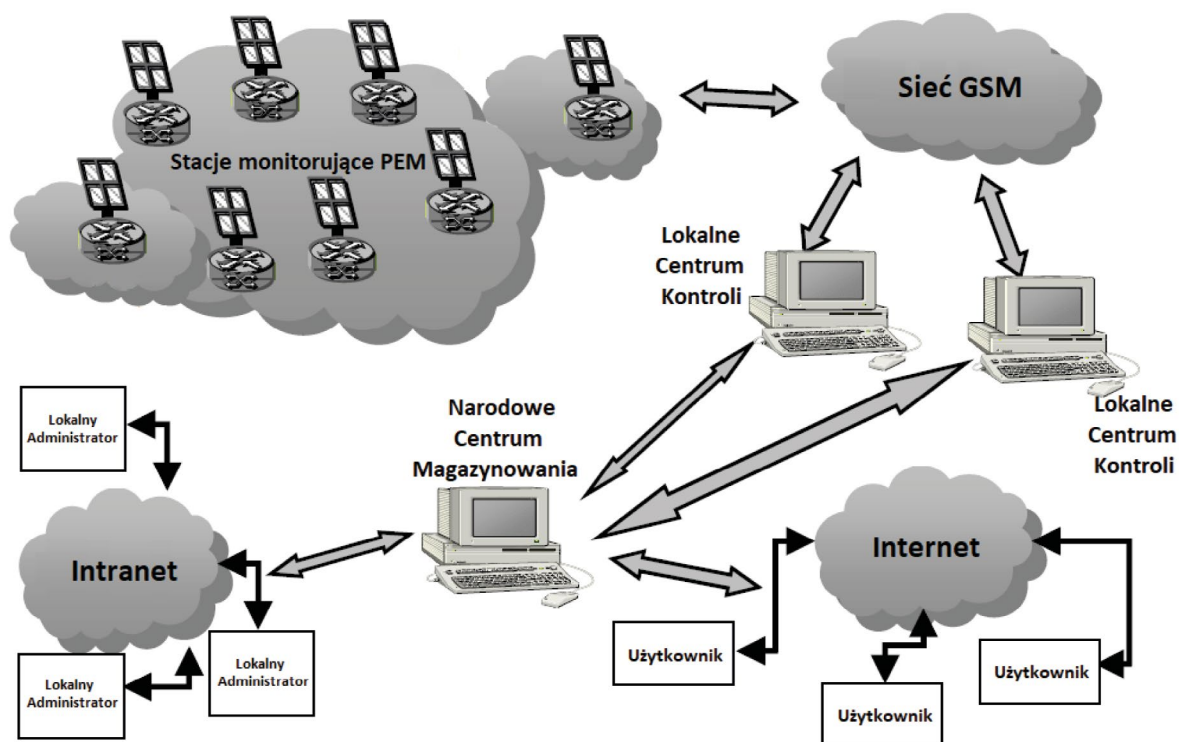 Sieć GSM
Stacje monitorujące PEM
Lokalne
Centrum
Kontroli
Lokalne
Centrum
Kontroli
Narodowe
Centrum
Magazynowania
Lokalny
Administrator
Intranet
Internet
Lokalny
Administrator
Lokalny
Administrator
Użytkownik
Użytkownik
Użytkownik